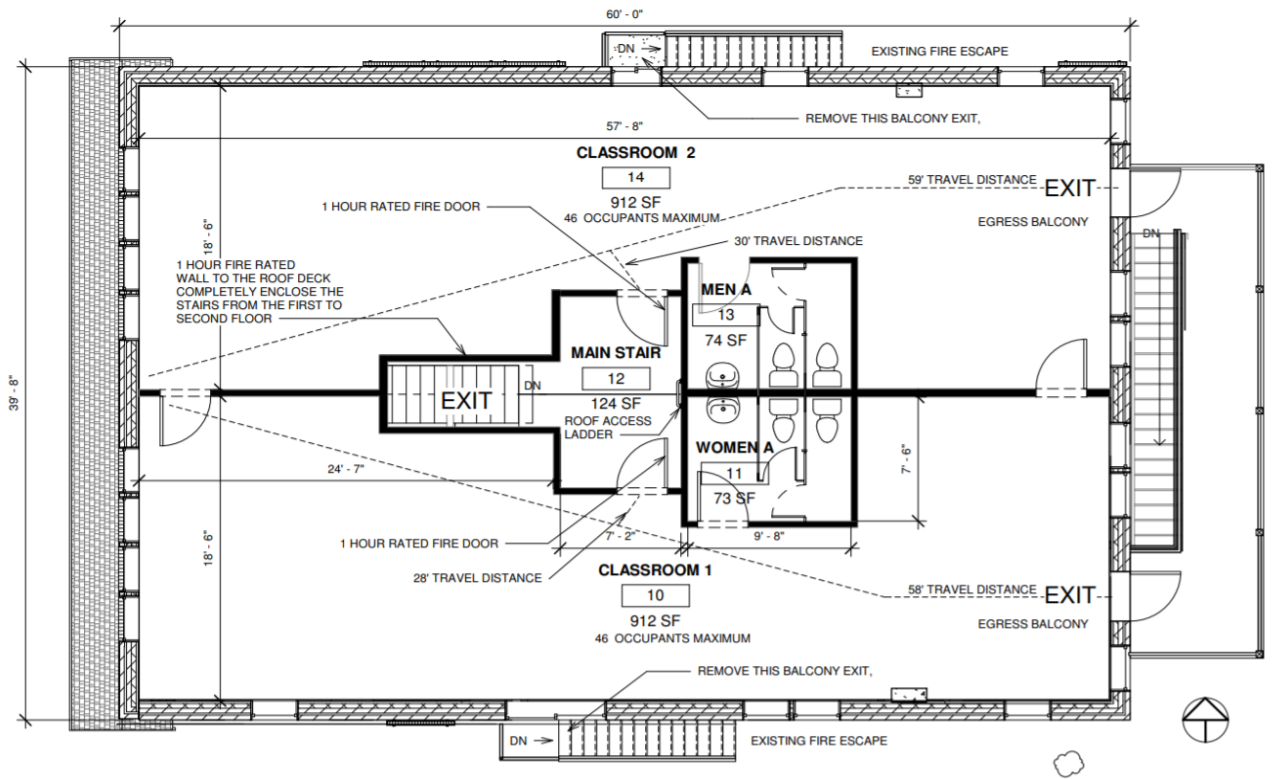 60' - 0"
DN
EXISTING FIRE ESCAPE
REMOVE THIS BALCONY EXIT,
57' - 8"
CLASSROOM 2
14
912 SF
46 OCCUPANTS MAXIMUM
59' TRAVEL DISTANCE
EXIT
EGRESS BALCONY
1 HOUR RATED FIRE DOOR
18' - 6"
30' TRAVEL DISTANCE
DN
1 HOUR FIRE RATED
WALL TO THE ROOF DECK
COMPLETELY ENCLOSE THE
STAIRS FROM THE FIRST TO
SECOND FLOOR
MEN A
13
74 SF
MAIN STAIR
12
124 SF
DN
EXIT
ROOF ACCESS
LADDER
39' - 8"
WOMEN A
11
73 SF
7' - 6"
24' - 7"
18' - 6"
7' - 2"
9' - 8"
1 HOUR RATED FIRE DOOR
28' TRAVEL DISTANCE
CLASSROOM 1
10
912 SF
46 OCCUPANTS MAXIMUM
58' TRAVEL DISTANCE
EXIT
EGRESS BALCONY
REMOVE THIS BALCONY EXIT,
DN
EXISTING FIRE ESCAPE